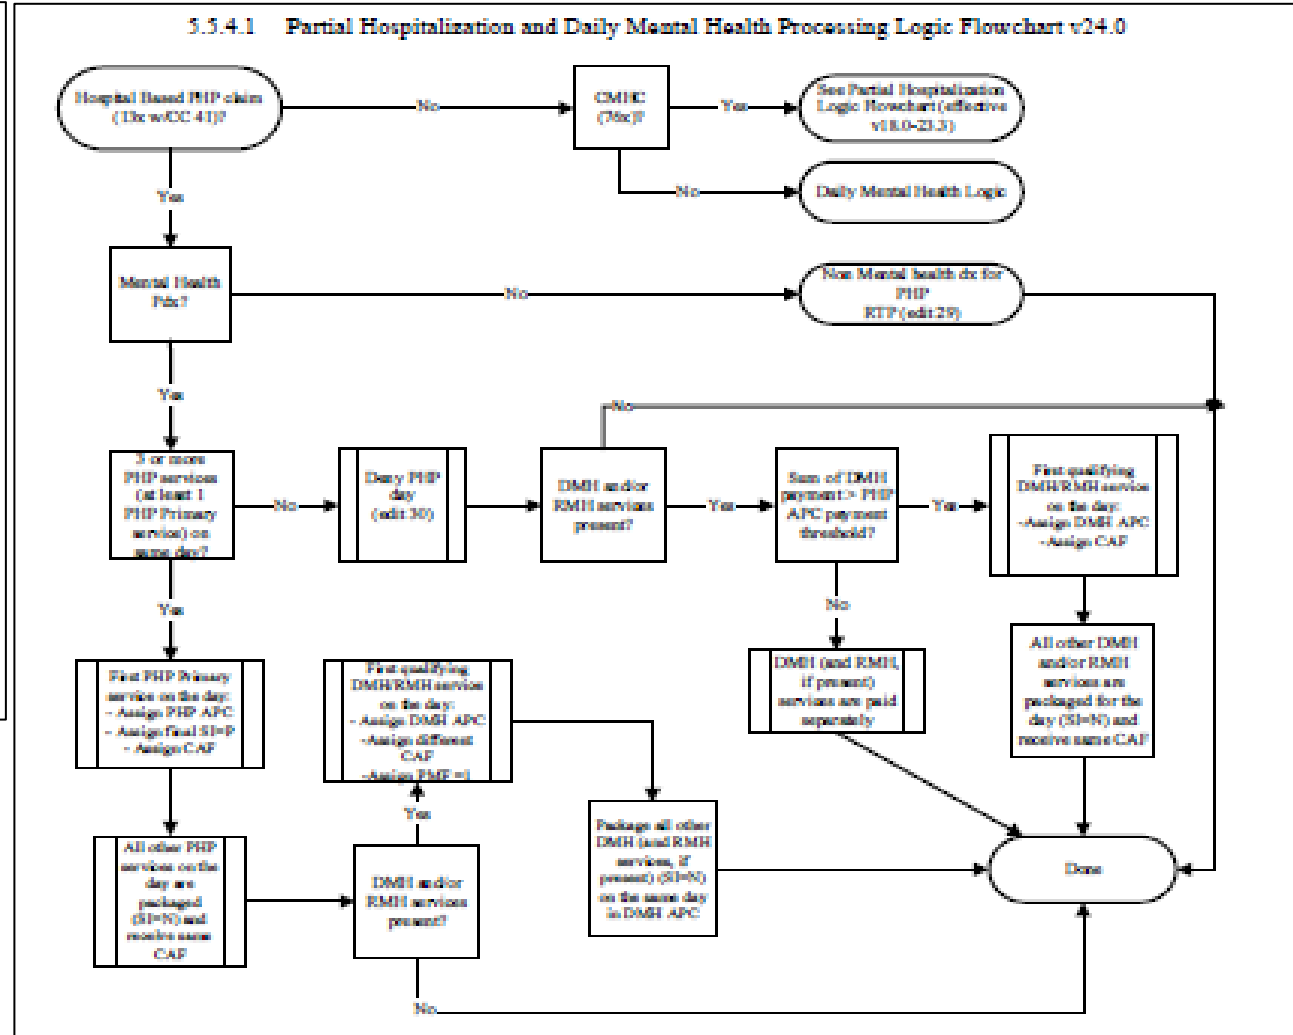 5.5.4.1 Partial Hospitalization and Daily Mental Health Processing Logic Flowchart v24.0
Hospital Based PHP claim
(13x w/CC 41)?
No
CMHC
(76x)?
Yes
See Partial Hospitalization
Logic Flowchart (effective
v18.0-23.3)
No
Daily Mental Health Logic
Yes
Mental Health
Pdx?
No
Non Mental health dx for
PHP
RTP (edit 29)
Yes
No
3 or more
PHP services
(at least 1
PHP Primary
service) on
same day?
No
Deny PHP
day
(edit 30)
DMH and/or
RMH services
present?
Yes
Sum of DMH
payment > PHP
APC payment
threshold?
Yes
First qualifying
DMH/RMH service
on the day:
-Assign DMH APC
-Assign CAF
Yes
No
First PHP Primary
service on the day:
- Assign PHP APC
- Assign final SI=P
- Assign CAF
First qualifying
DMH/RMH service
on the day:
- Assign DMH APC
-Assign different
CAF
-Assign PMF =1
DMH (and RMH,
if present)
services are paid
separately
All other DMH
and/or RMH
services are
packaged for the
day (SI=N) and
receive same CAF
Yes
All other PHP
services on the
day are
packaged
(SI=N) and
receive same
CAF
DMH and/or
RMH services
present?
Package all other
DMH (and RMH
services, if
present) (SI=N)
on the same day
in DMH APC
Done
No